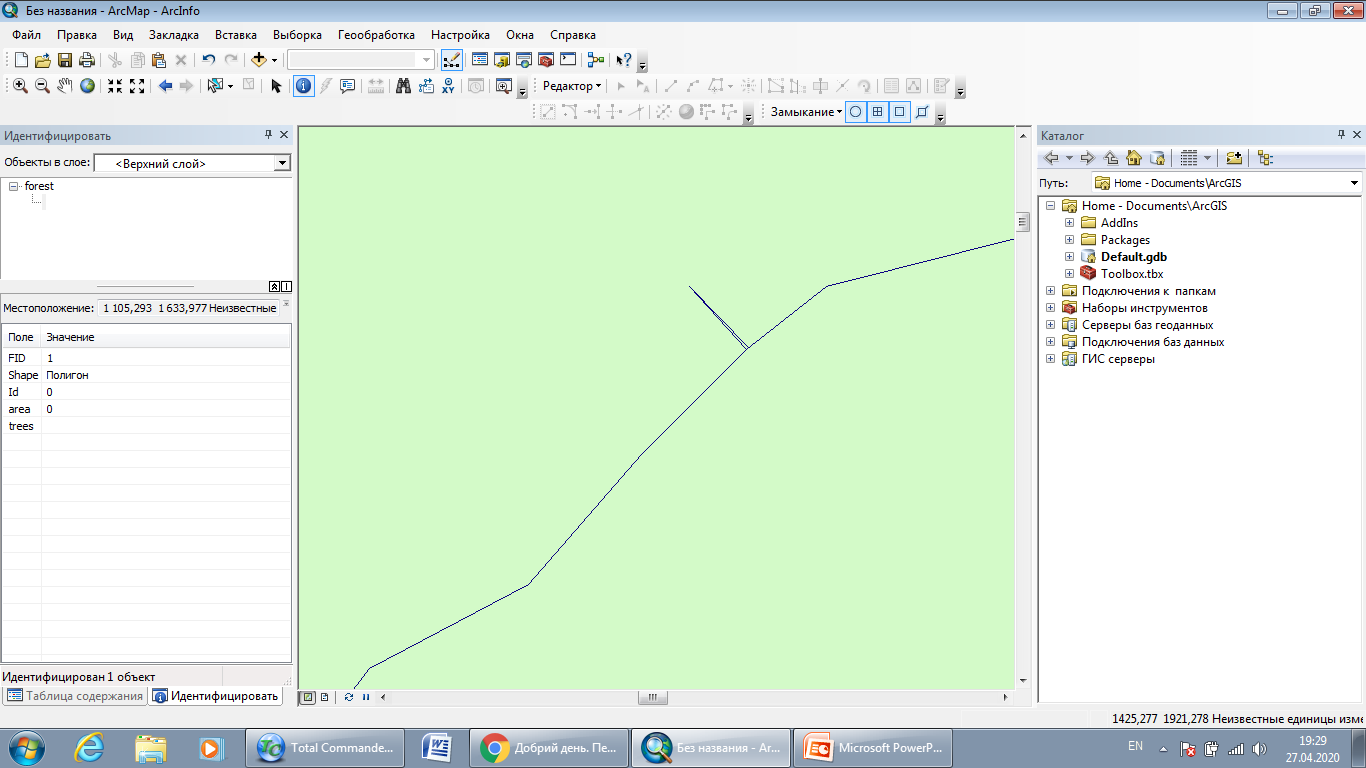 Без названия - ArcMap - ArcInfo
Файл Правка Вид Закладка Вставка Выборка Геообработка Настройка Окна Справка
Редактор
Замыкание
Идентифицировать
Объекты в слое: <Верхний слой>
forest
Местоположение: 1 105,293 1 633,977 Неизвестные
Поле Значение
FID 1
Shape Полигон
Id 0
area 0
trees
Идентифицирован 1 объект
Таблица содержания Идентифицировать
Каталог
Путь: Home - Documents\ArcGIS
Home - Documents\ArcGIS
AddIns
Packages
Default.gdb
Toolbox.tbx
Подключения к папкам
Наборы инструментов
Серверы баз геоданных
Подключения баз данных
ГИС серверы
1425,277 1921,278 Неизвестные единицы изме
Total Commande... Добрий день. Пе... Без названия - Ar... Microsoft PowerP...
EN
19:29
27.04.2020